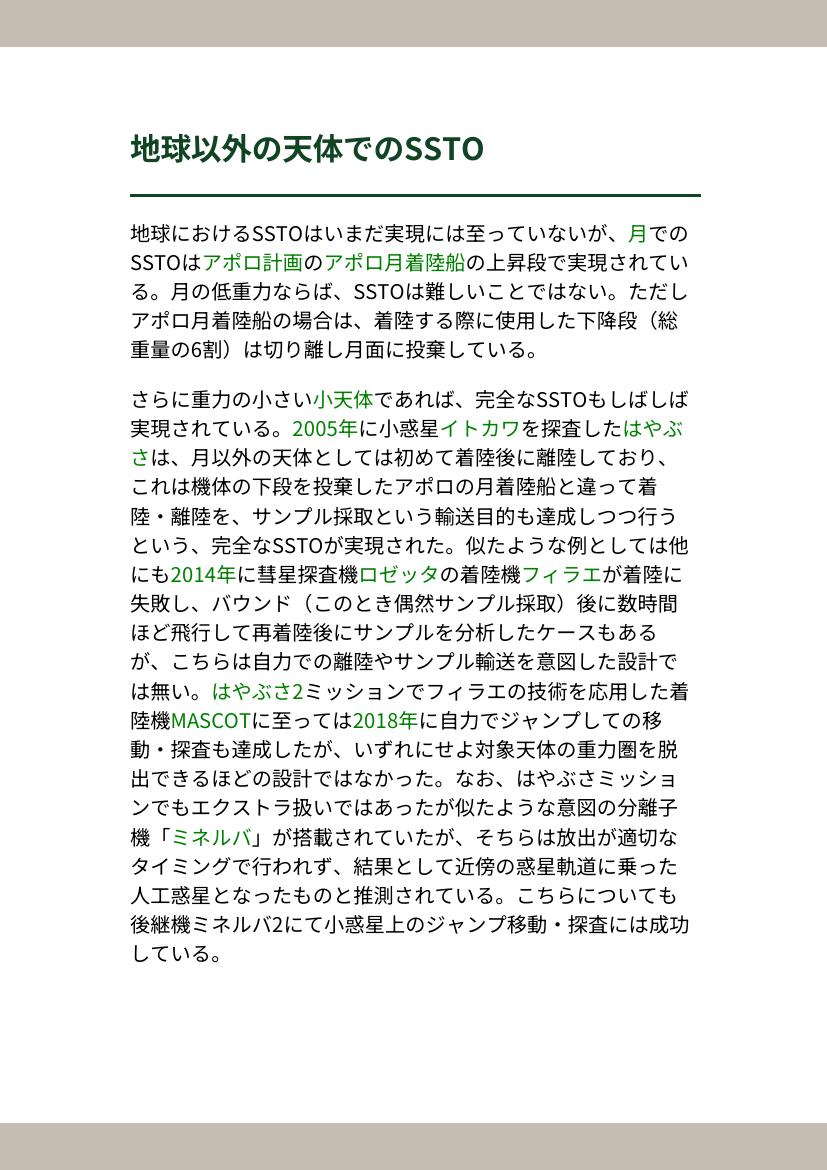 地球以外の天体でのSSTO
地球におけるSSTOはいまだ実現には至っていないが、月での
SSTOはアポロ計画のアポロ月着陸船の上昇段で実現されてい
る。月の低重力ならば、SSTOは難しいことではない。ただし
アポロ月着陸船の場合は、着陸する際に使用した下降段（総
重量の6割）は切り離し月面に投棄している。
さらに重力の小さい小天体であれば、完全なSSTOもしばしば
実現されている。2005年に小惑星イトカワを探査したはやぶ
さは、月以外の天体としては初めて着陸後に離陸しており、
これは機体の下段を投棄したアポロの月着陸船と違って着
陸・離陸を、サンプル採取という輸送目的も達成しつつ行う
という、完全なSSTOが実現された。似たような例としては他
にも2014年に彗星探査機ロゼッタの着陸機フィラエが着陸に
失敗し、バウンド（このとき偶然サンプル採取）後に数時間
ほど飛行して再着陸後にサンプルを分析したケースもある
が、こちらは自力での離陸やサンプル輸送を意図した設計で
は無い。はやぶさ2ミッションでフィラエの技術を応用した着
陸機MASCOTに至っては2018年に自力でジャンプしての移
動・探査も達成したが、いずれにせよ対象天体の重力圏を脱
出できるほどの設計ではなかった。なお、はやぶさミッショ
ンでもエクストラ扱いではあったが似たような意図の分離子
機「ミネルバ」が搭載されていたが、そちらは放出が適切な
タイミングで行われず、結果として近傍の惑星軌道に乗った
人工惑星となったものと推測されている。こちらについても
後継機ミネルバ2にて小惑星上のジャンプ移動・探査には成功
している。